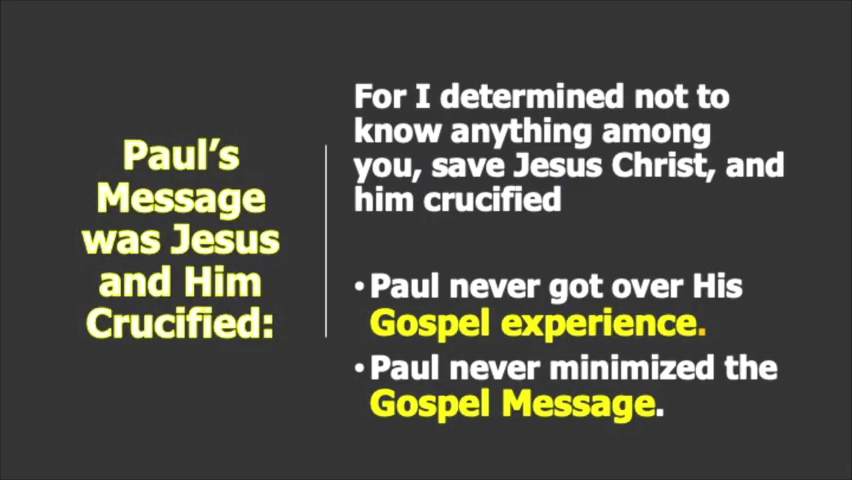 Paul's
Message
was Jesus
and Him
Crucified:
For I determined not to
know anything among
you, save Jesus Christ, and
him crucified
•Paul never got over His
Gospel experience.
•Paul never minimized the
Gospel Message.